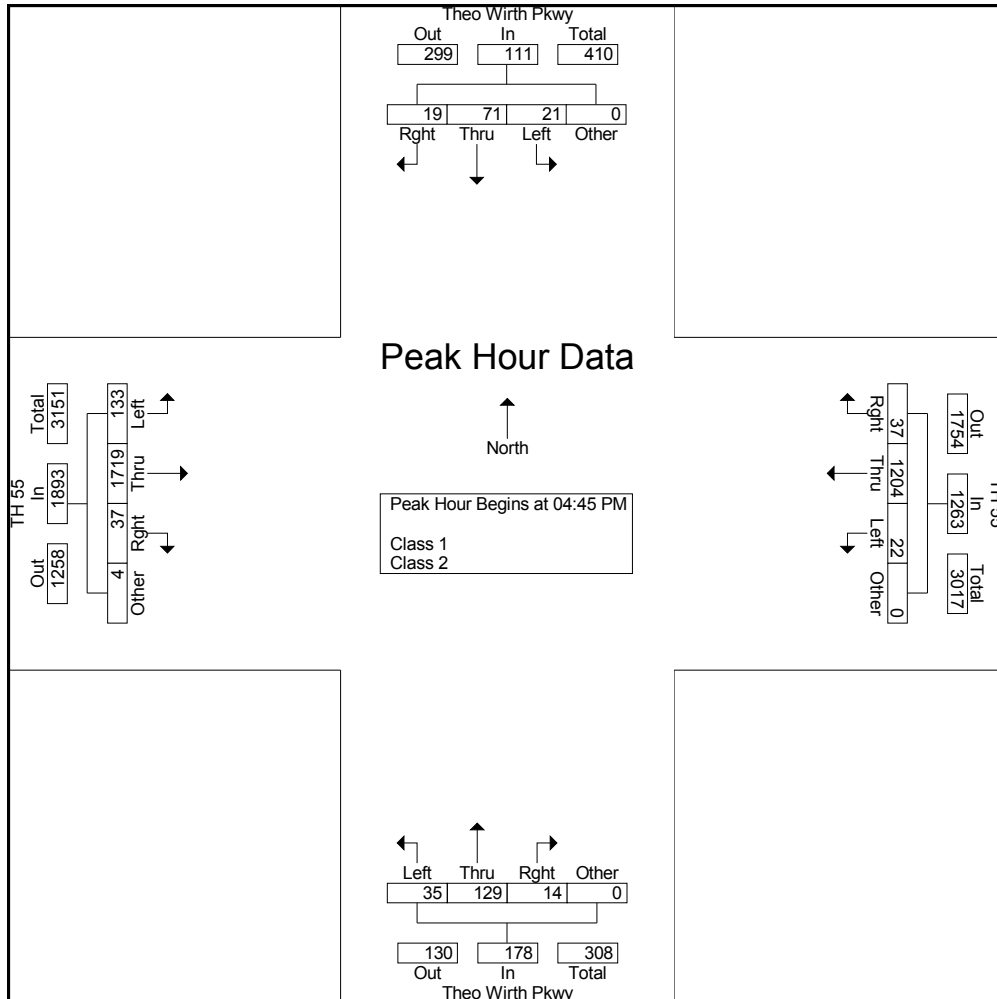 Theo Wirth Pkwy
Out In Total
299 111 410
19 71 21 0
Rght Thru Left Other
Peak Hour Data
North
Peak Hour Begins at 04:45 PM
Class 1
Class 2
TH 55
Total In Out
3151 1893 1258
133 1719 37 4
Left Thru Rght Other
Out In Total
1754 1263 3017
37 1204 22 0
Rght Thru Left Other
Left Thru Rght Other
35 129 14 0
130 178 308
Out In Total
Theo Wirth Pkwy